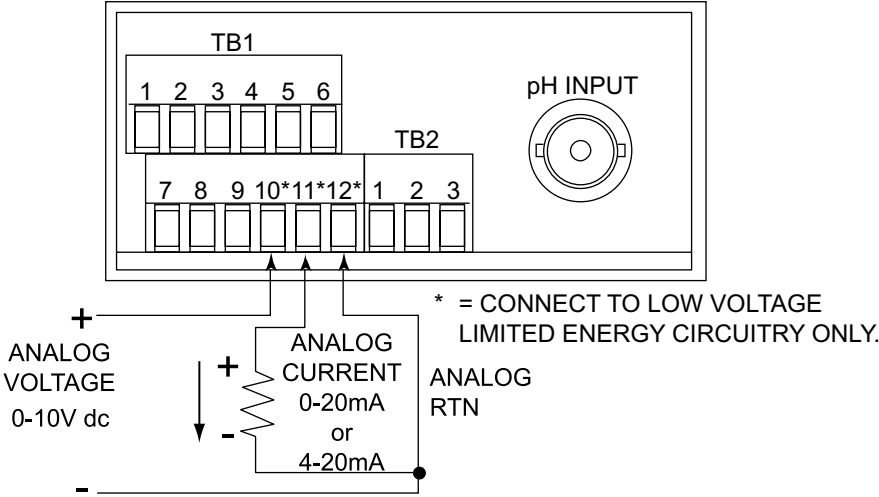 TB1
1 2 3 4 5 6
pH INPUT
TB2
7 8 9 10*11*12* 1 2 3
* = CONNECT TO LOW VOLTAGE
LIMITED ENERGY CIRCUITRY ONLY.
+
ANALOG
VOLTAGE
0-10V dc
-
+
-
ANALOG
CURRENT
0-20mA
or
4-20mA
ANALOG
RTN